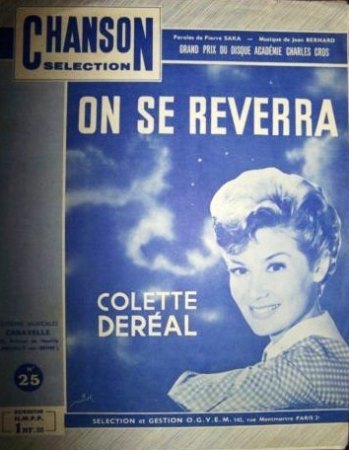 CHANSON
SELECTION
Paroles de Pierre SAKA - Musique de Jean BERNARD
GRAND PRIX DU DISQUE ACADÉMIE CHARLES CROS
ON SE REVERRA
COLETTE
DERÉAL
MUSICALES
CARAVELLE
N°
25
N.M.P.P.
SELECTION et GESTION O.G.V.E.M. 142, rue Montmartre PARIS 2e